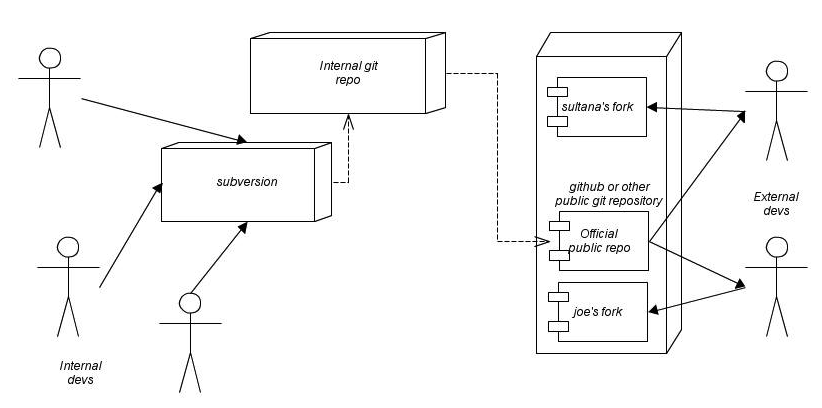 Internal git
repo
subversion
Internal
devs
sultana's fork
github or other
public git repository
Official
public repo
joe's fork
External
devs